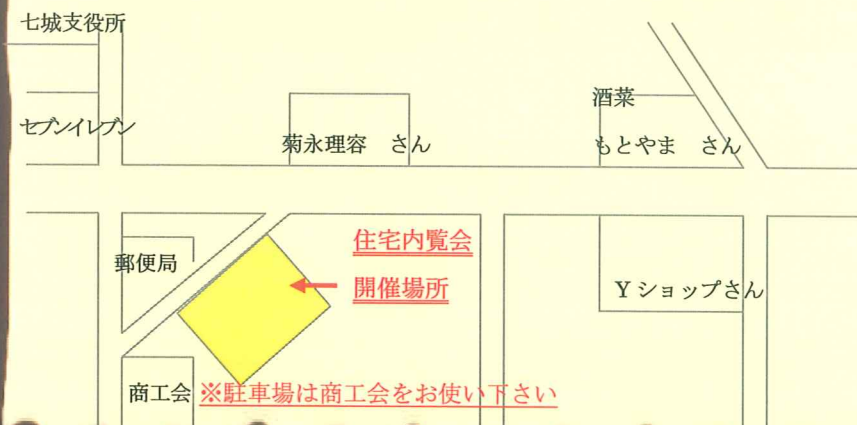 七城支役所
セブンイレブン
菊永理容　さん
酒菜
もとやま　さん
郵便局
住宅内覧会
開催場所
Yショップさん
商工会
※駐車場は商工会をお使い下さい